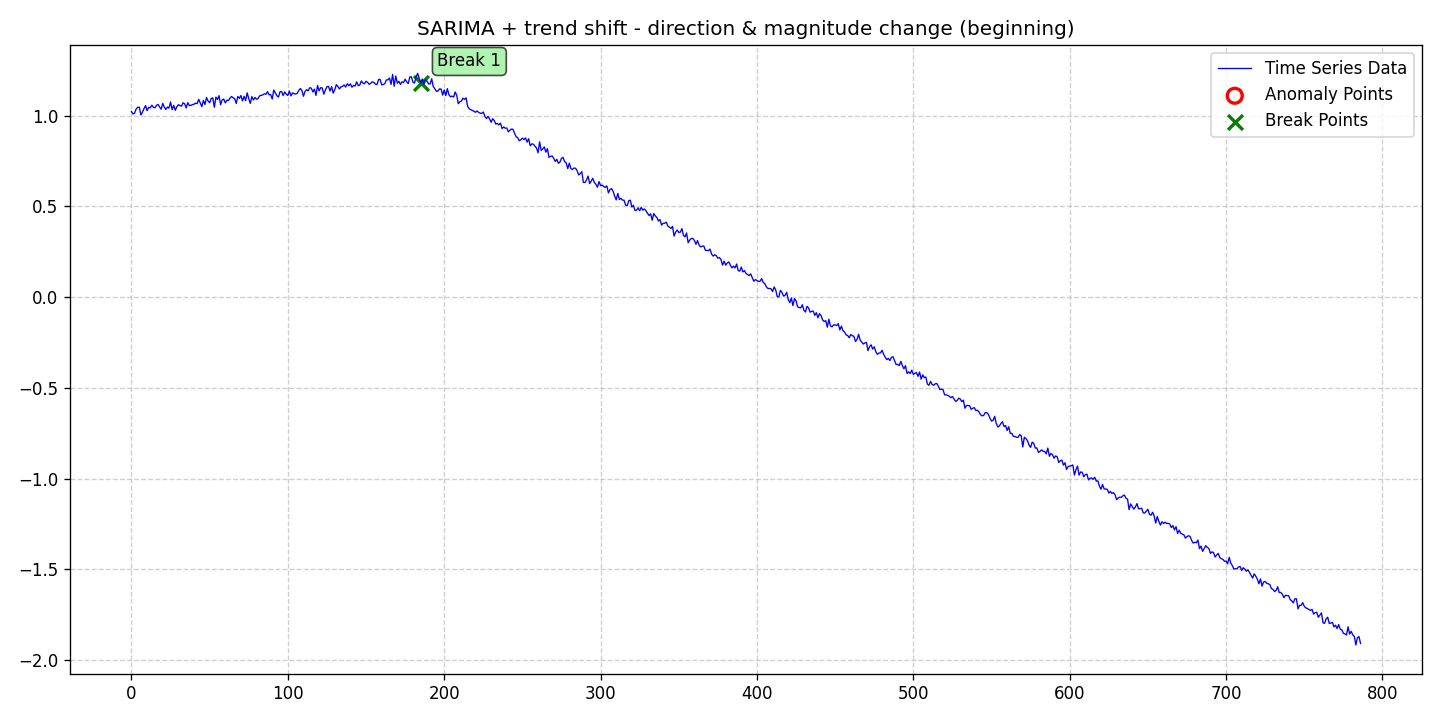 SARIMA + trend shift - direction & magnitude change (beginning)
Break 1
Time Series Data
Anomaly Points
Break Points
1.0
0.5
0.0
−0.5
−1.0
−1.5
−2.0
0 100 200 300 400 500 600 700 800